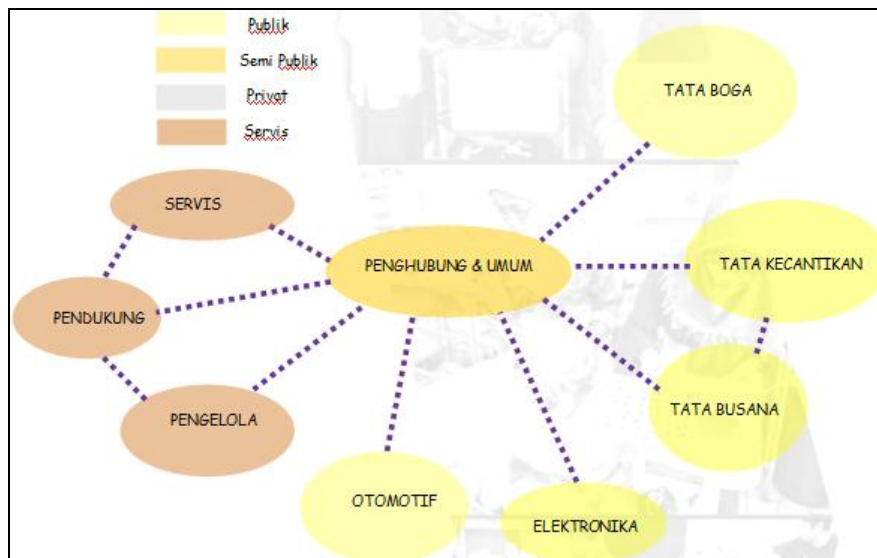 Publik
Semi Publik
Privat
Servis
TATA BOGA
SERVIS
PENGHUBUNG & UMUM
TATA KECANTIKAN
PENDUKUNG
TATA BUSANA
PENGELOLA
OTOMOTIF
ELEKTRONIKA